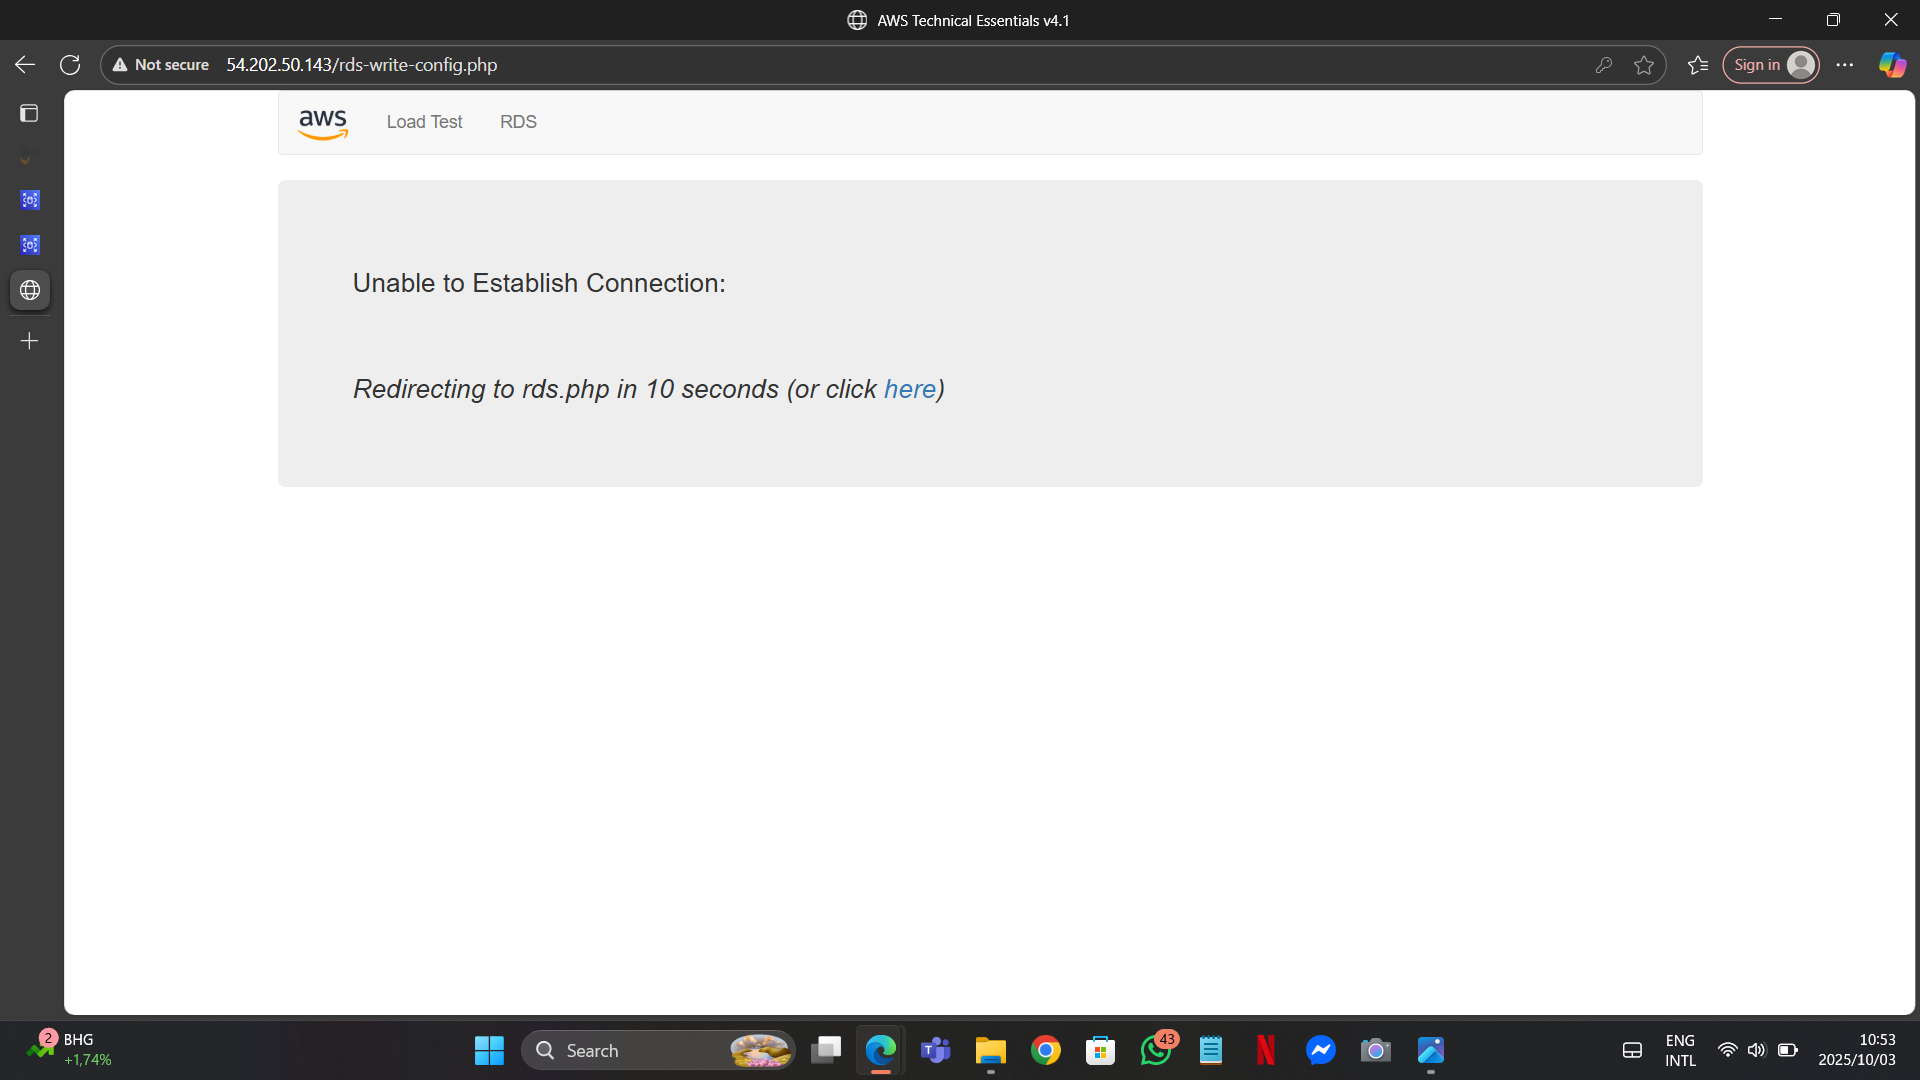 AWS Technical Essentials v4.1
Not secure
54.202.50.143/rds-write-config.php
Sign in
aws
Load Test
RDS
Unable to Establish Connection:
Redirecting to rds.php in 10 seconds (or click here)
2
BHG
+1,74%
Search
T
43
N
ENG
INTL
10:53
2025/10/03